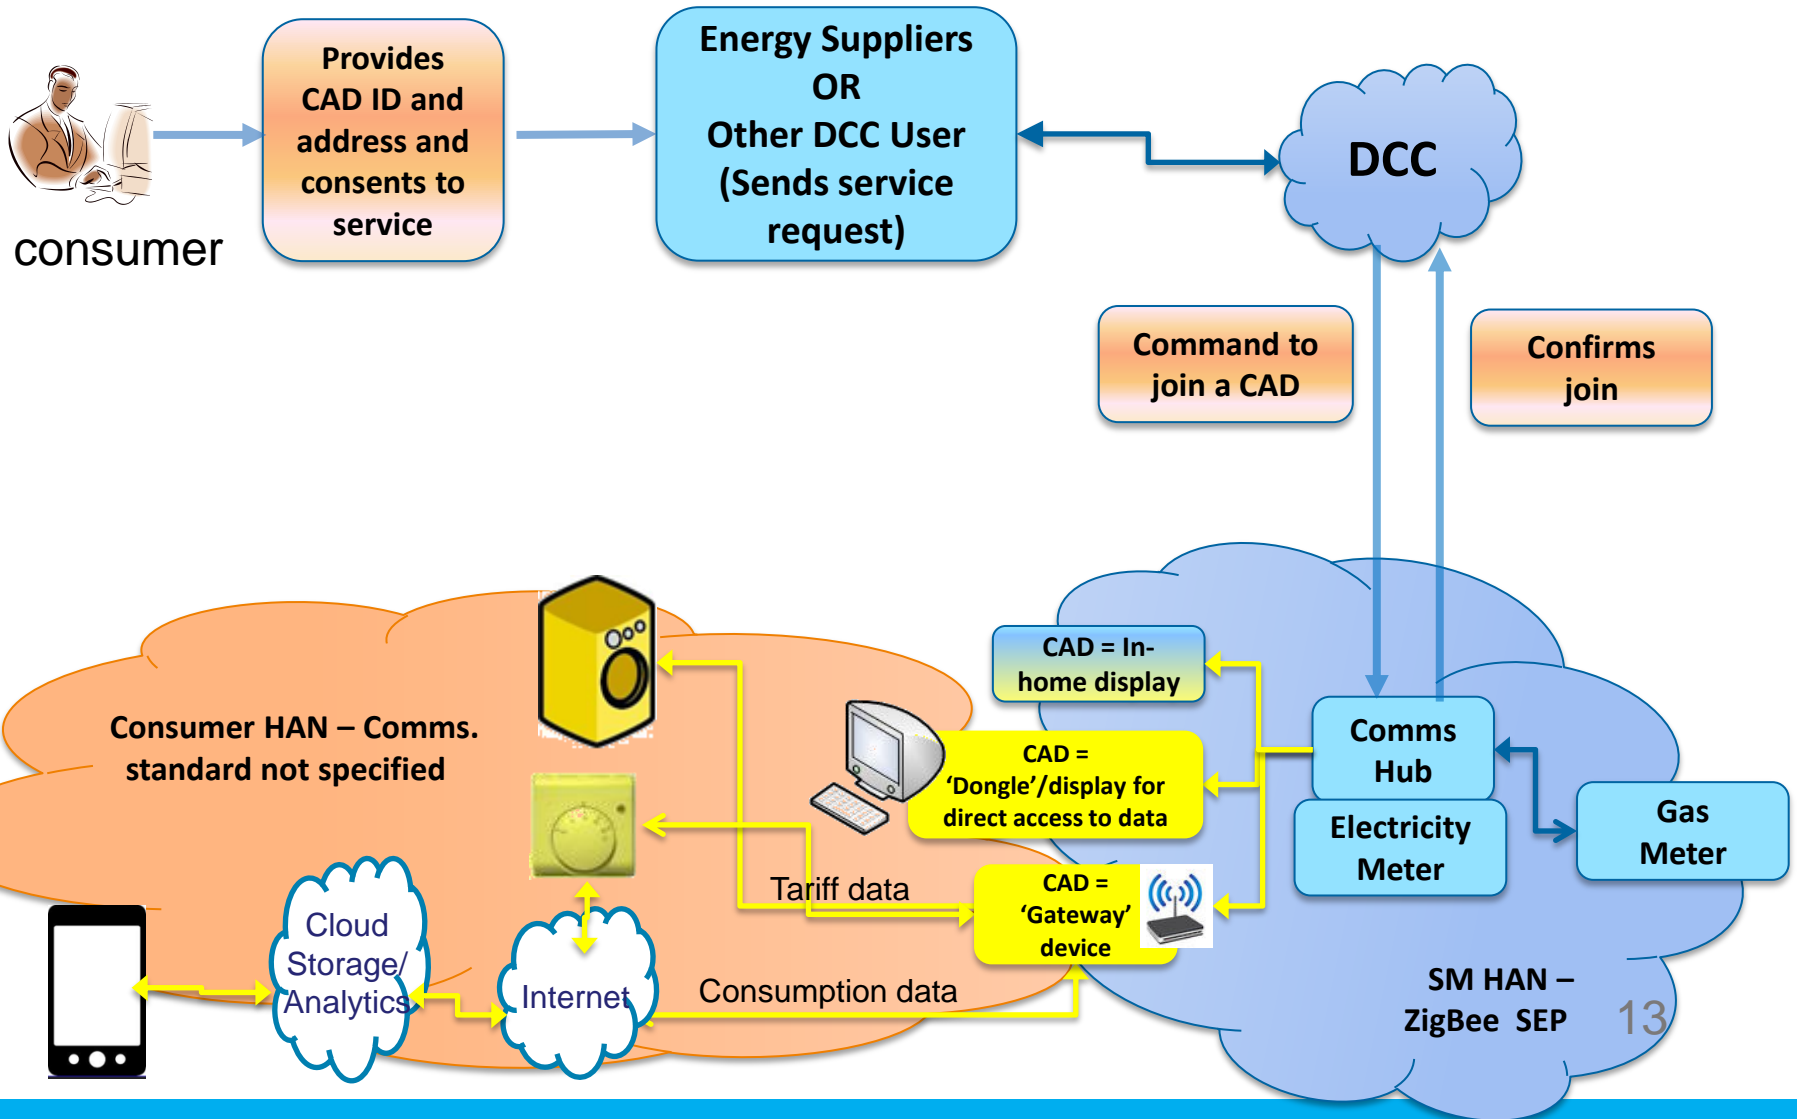 Provides
CAD ID and
address and
consents to
service
Energy Suppliers
OR
Other DCC User
(Sends service
request)
DCC
consumer
Command to
join a CAD
Confirms
join
CAD = In-
home display
Consumer HAN – Comms.
standard not specified
CAD =
‘Dongle’/display for
direct access to data
Comms
Hub
Electricity
Meter
Gas
Meter
Tariff data
CAD =
‘Gateway’
device
Cloud
Storage/
Analytics
Internet
Consumption data
SM HAN –
ZigBee SEP
13